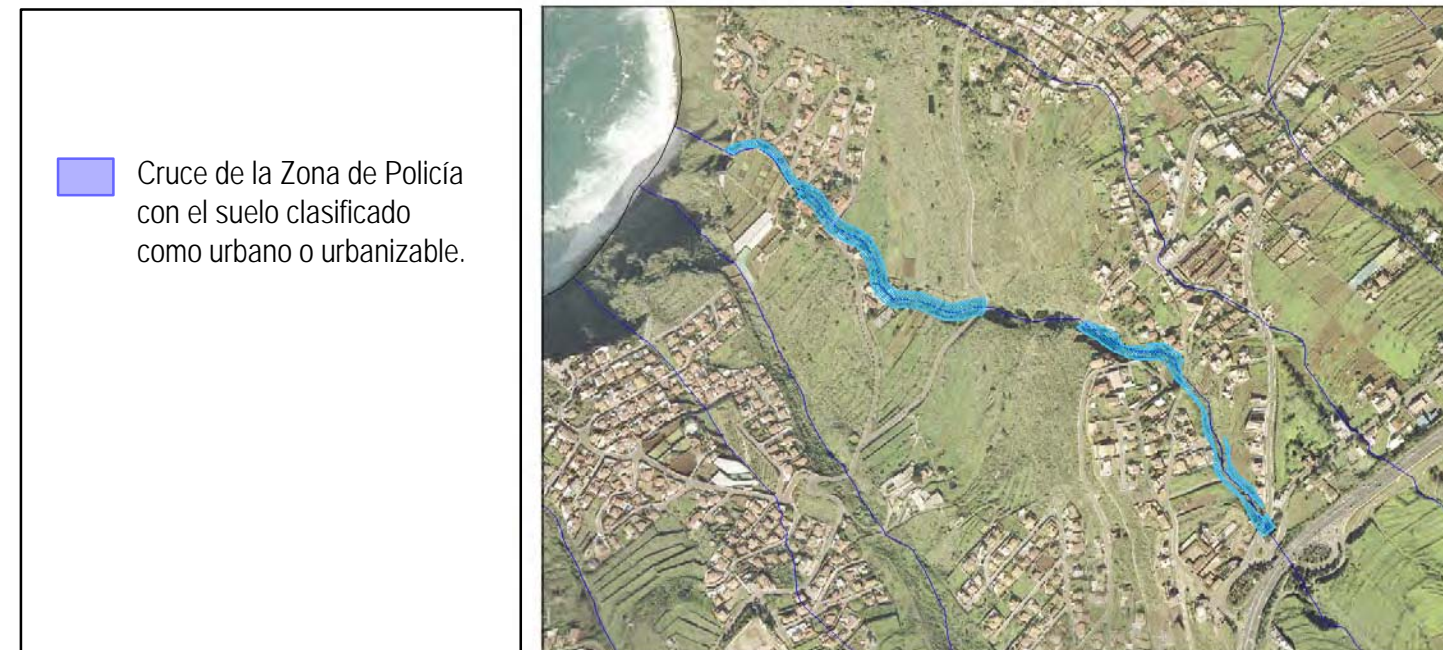 Cruce de la Zona de Policía
con el suelo clasificado
como urbano o urbanizable.